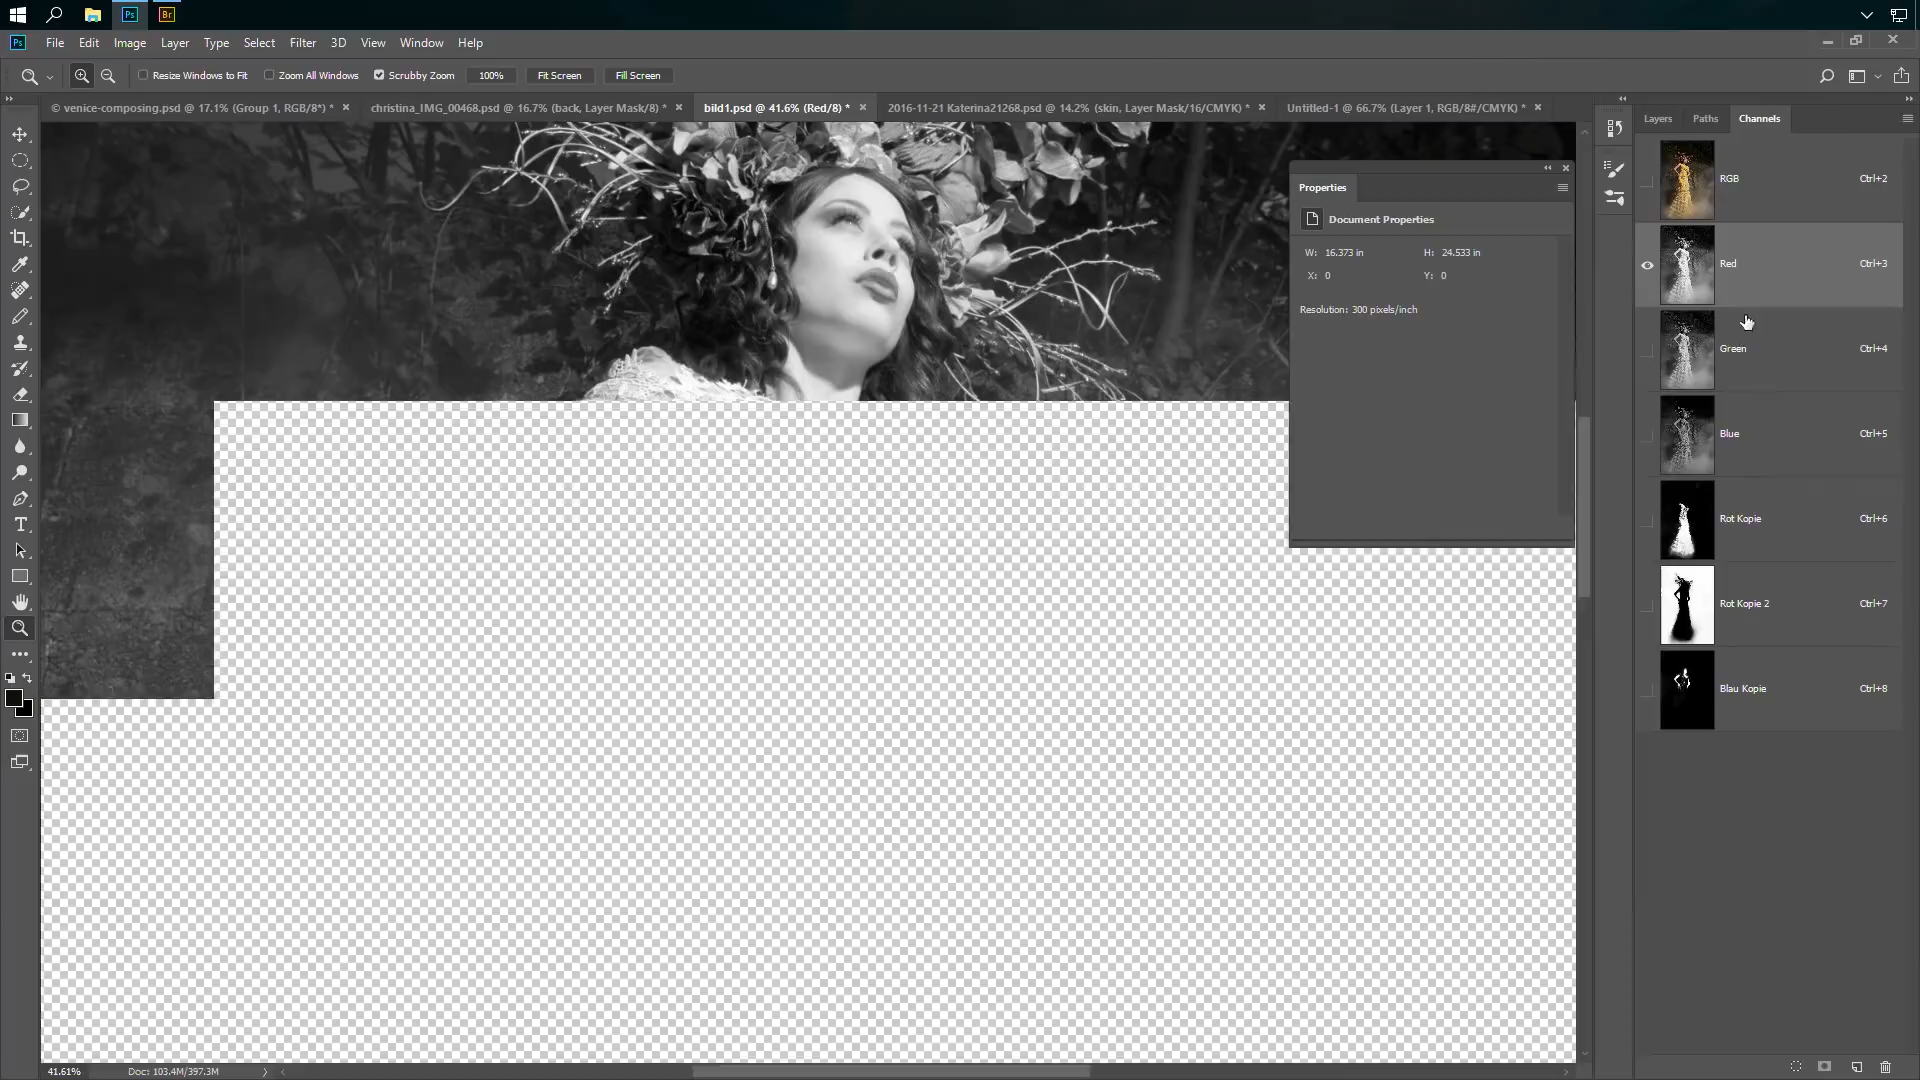 Ps Br
Ps File Edit Image Layer Type Select Filter 3D View Window Help
Resize Windows to Fit Zoom All Windows Scrubby Zoom 100% Fit Screen Fill Screen
© venice-composing.psd @ 17.1% (Group 1, RGB/8*) * christina_IMG_00468.psd @ 16.7% (back, Layer Mask/8) * bild1.psd @ 41.6% (Red/8) * 2016-11-21 Katerina21268.psd @ 14.2% (skin, Layer Mask/16/CMYK) * Untitled-1 @ 66.7% (Layer 1, RGB/8#/CMYK) *
Layers Paths Channels
RGB Ctrl+2
Properties
Document Properties
W: 16.373 in H: 24.533 in
X: 0 Y: 0
Resolution: 300 pixels/inch
Red Ctrl+3
Green Ctrl+4
Blue Ctrl+5
Rot Kopie Ctrl+6
Rot Kopie 2 Ctrl+7
Blau Kopie Ctrl+8
41.61% Doc: 103.4M/397.3M